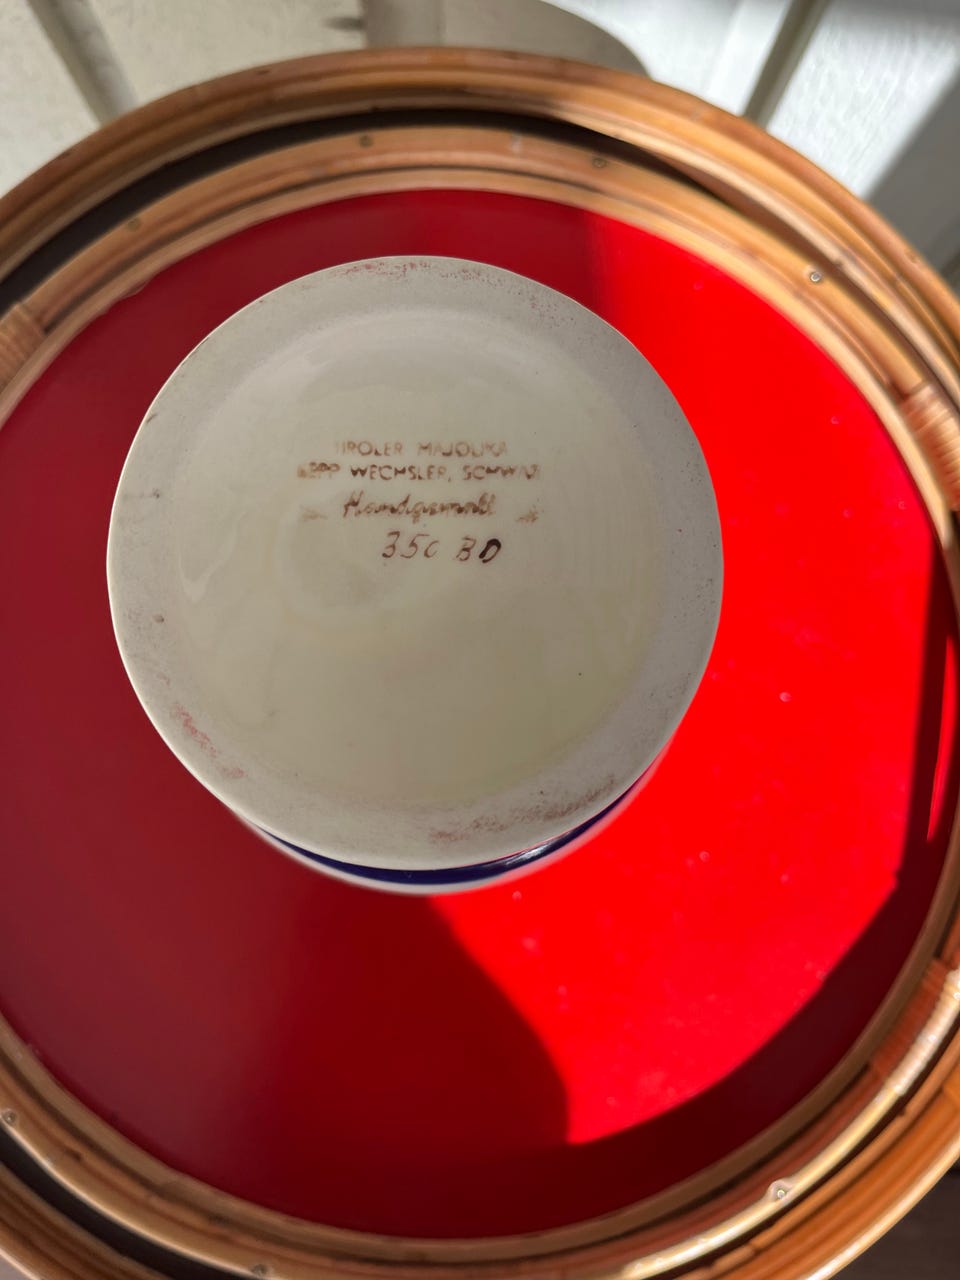 TIROLER MAJOLIKA
SEPP WECHSLER, SCHWAZ
Handgemalt
350 BD